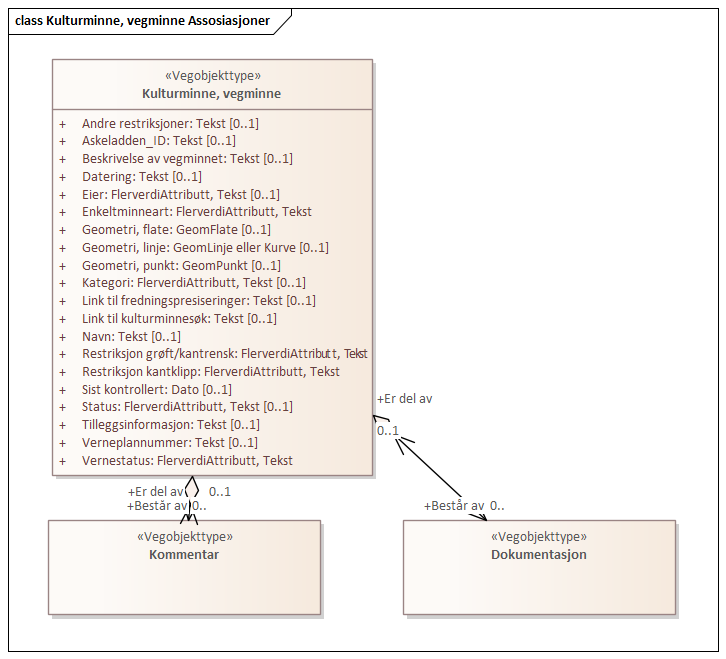 class Kulturminne, vegminne Assosiasjoner
«Vegobjekttype»
Kulturminne, vegminne
+ Andre restriksjoner: Tekst [0..1]
+ Askeladden_ID: Tekst [0..1]
+ Beskrivelse av vegminnet: Tekst [0..1]
+ Datering: Tekst [0..1]
+ Eier: FlerverdiAttributt, Tekst [0..1]
+ Enkeltminneart: FlerverdiAttributt, Tekst
+ Geometri, flate: GeomFlate [0..1]
+ Geometri, linje: GeomLinje eller Kurve [0..1]
+ Geometri, punkt: GeomPunkt [0..1]
+ Kategori: FlerverdiAttributt, Tekst [0..1]
+ Link til fredningspresiseringer: Tekst [0..1]
+ Link til kulturminnesøk: Tekst [0..1]
+ Navn: Tekst [0..1]
+ Restriksjon grøft/kantrensk: FlerverdiAttributt, Tekst
+ Restriksjon kantklipp: FlerverdiAttributt, Tekst
+ Sist kontrollert: Dato [0..1]
+ Status: FlerverdiAttributt, Tekst [0..1]
+ Tilleggsinformasjon: Tekst [0..1]
+ Verneplannummer: Tekst [0..1]
+ Vernestatus: FlerverdiAttributt, Tekst
+Er del av
0..1
+Er del av 0..1
+Består av 0..
+Består av 0..
«Vegobjekttype»
Kommentar
«Vegobjekttype»
Dokumentasjon